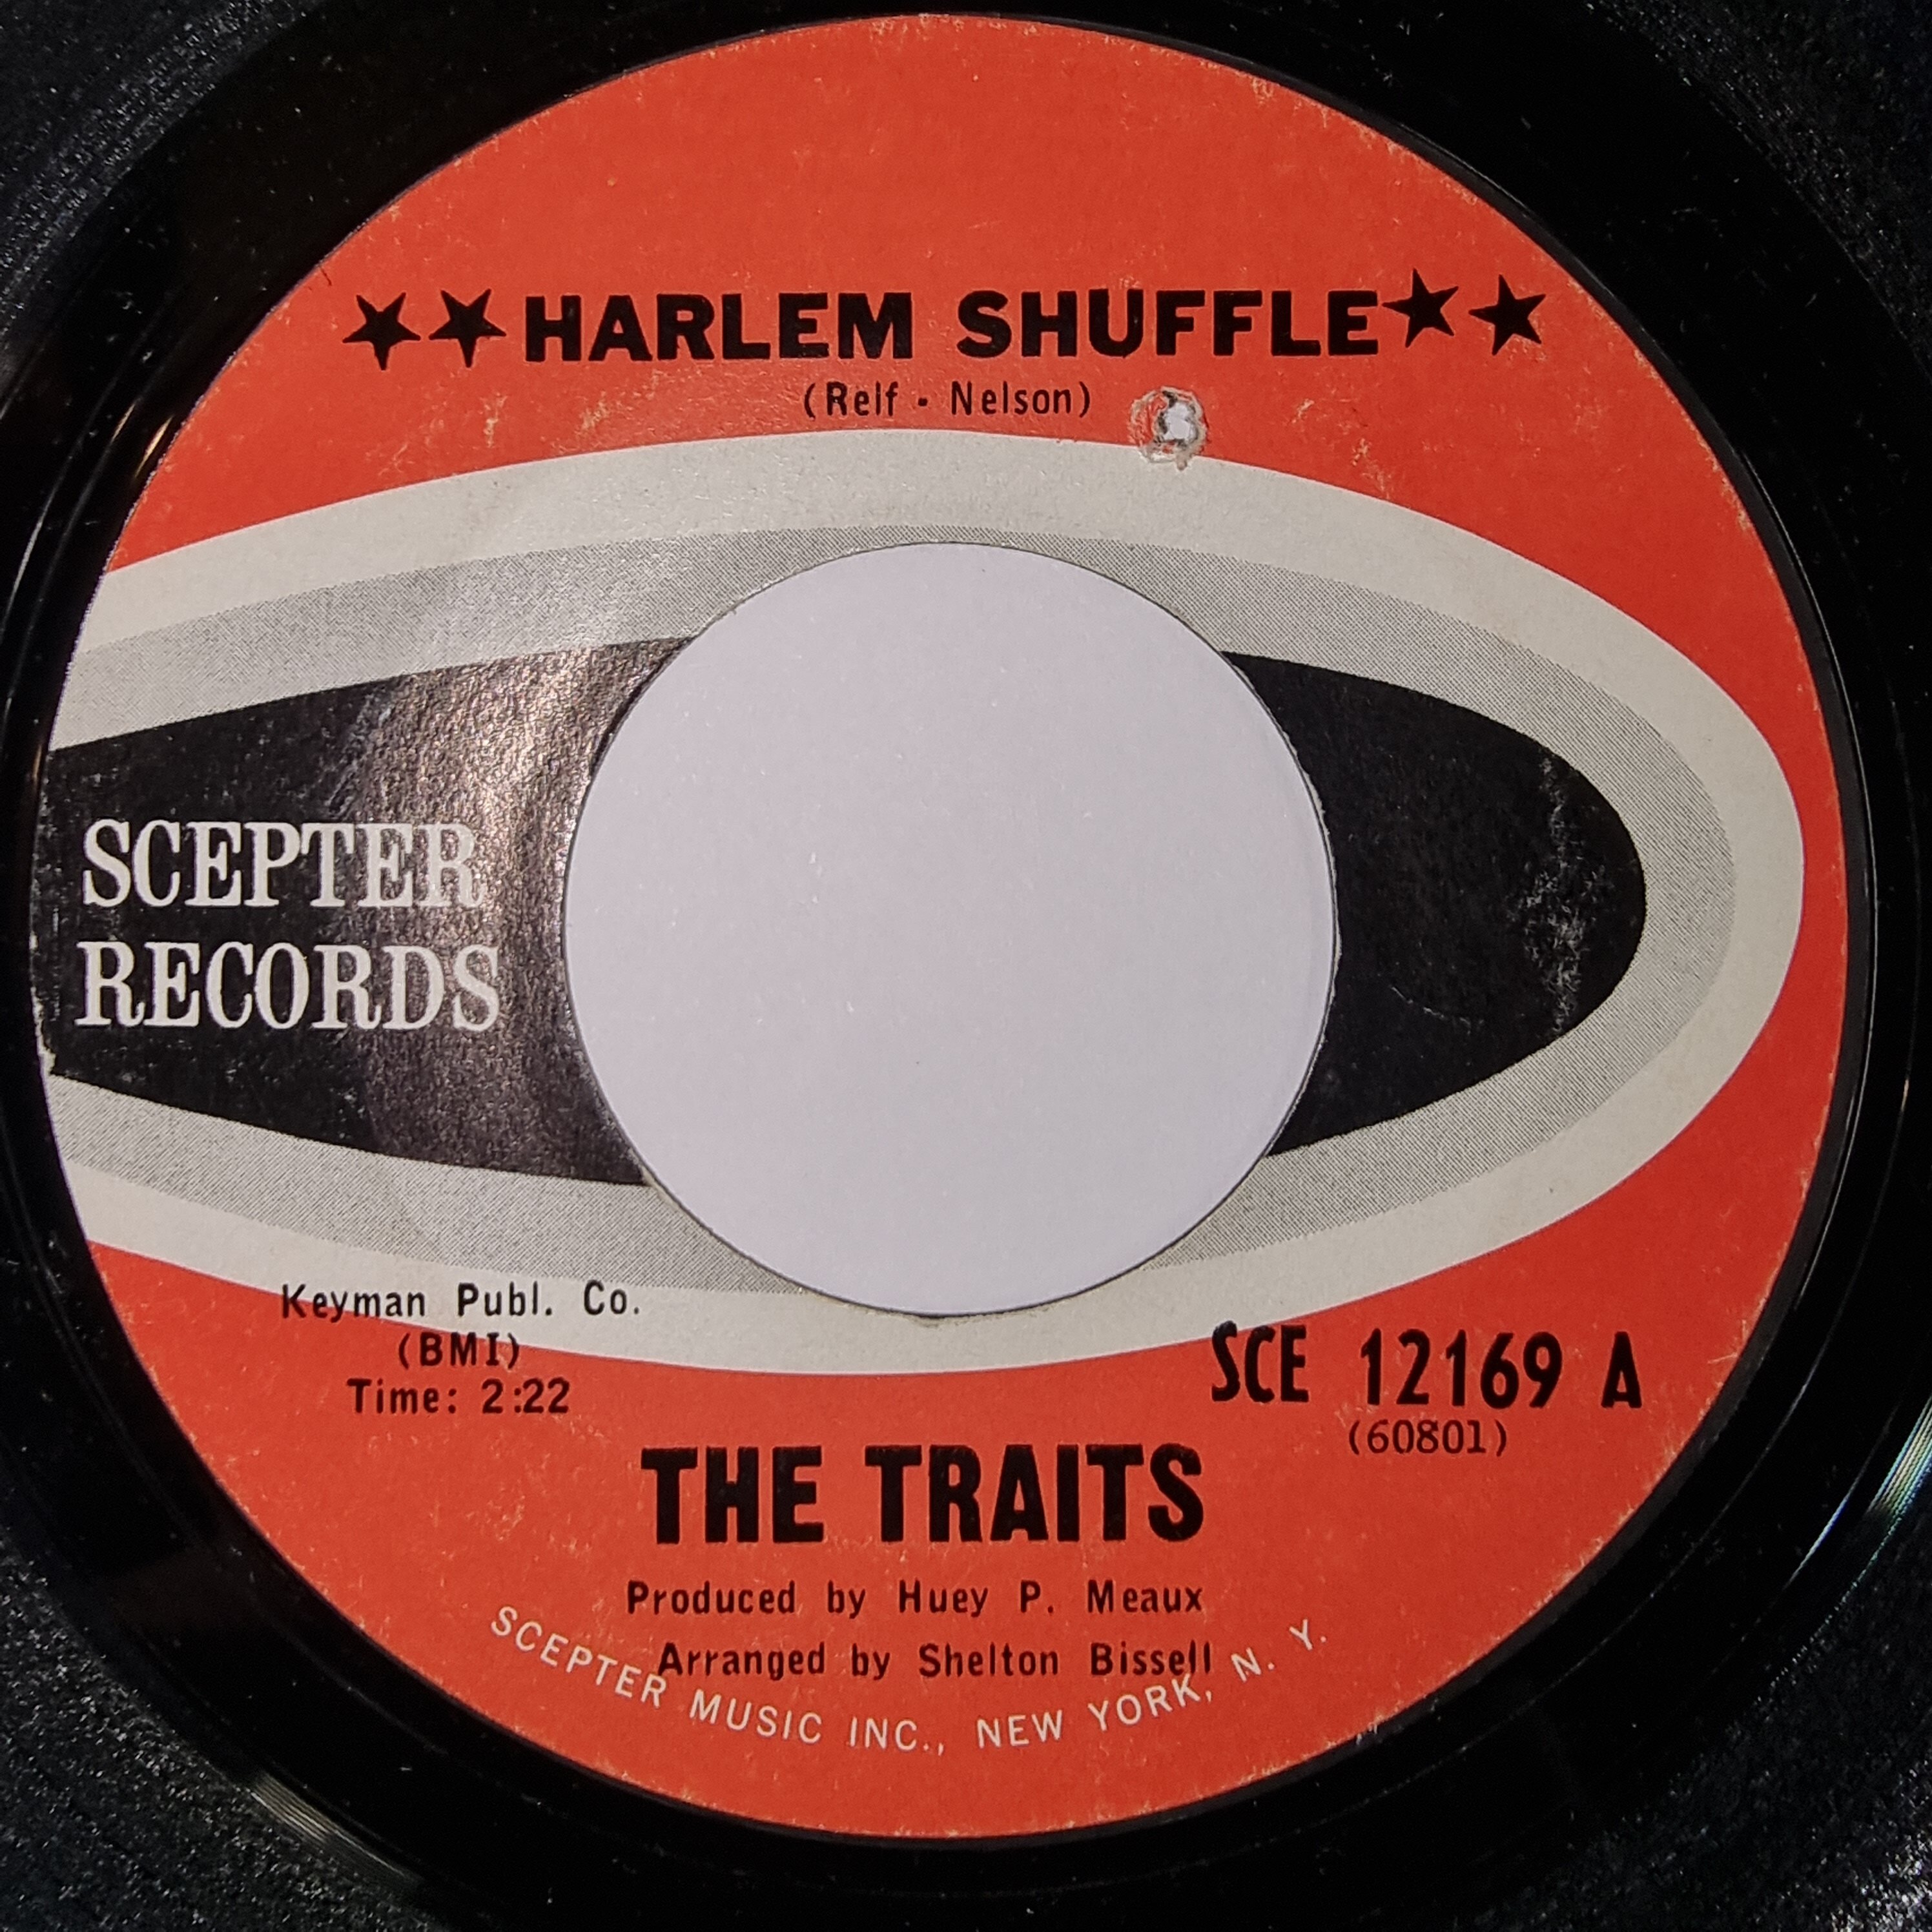 ★★HARLEM SHUFFLE★★
(Relf - Nelson)
SCEPTER
RECORDS
Keyman Publ. Co.
(BMI)
Time: 2:22
SCE 12169 A
(60801)
THE TRAITS
Produced by Huey P. Meaux
Arranged by Shelton Bissell
SCEPTER MUSIC INC., NEW YORK, N. Y.